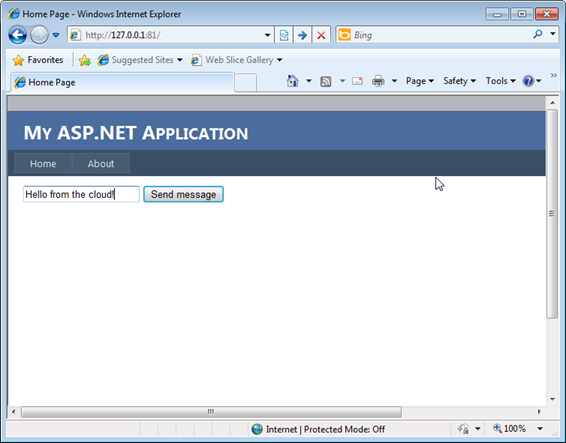 Home Page - Windows Internet Explorer
http://127.0.0.1:81/
Bing
Favorites Suggested Sites Web Slice Gallery
Home Page Page Safety Tools
MY ASP.NET APPLICATION
Home About
Hello from the cloud! Send message
Internet | Protected Mode: Off 100%